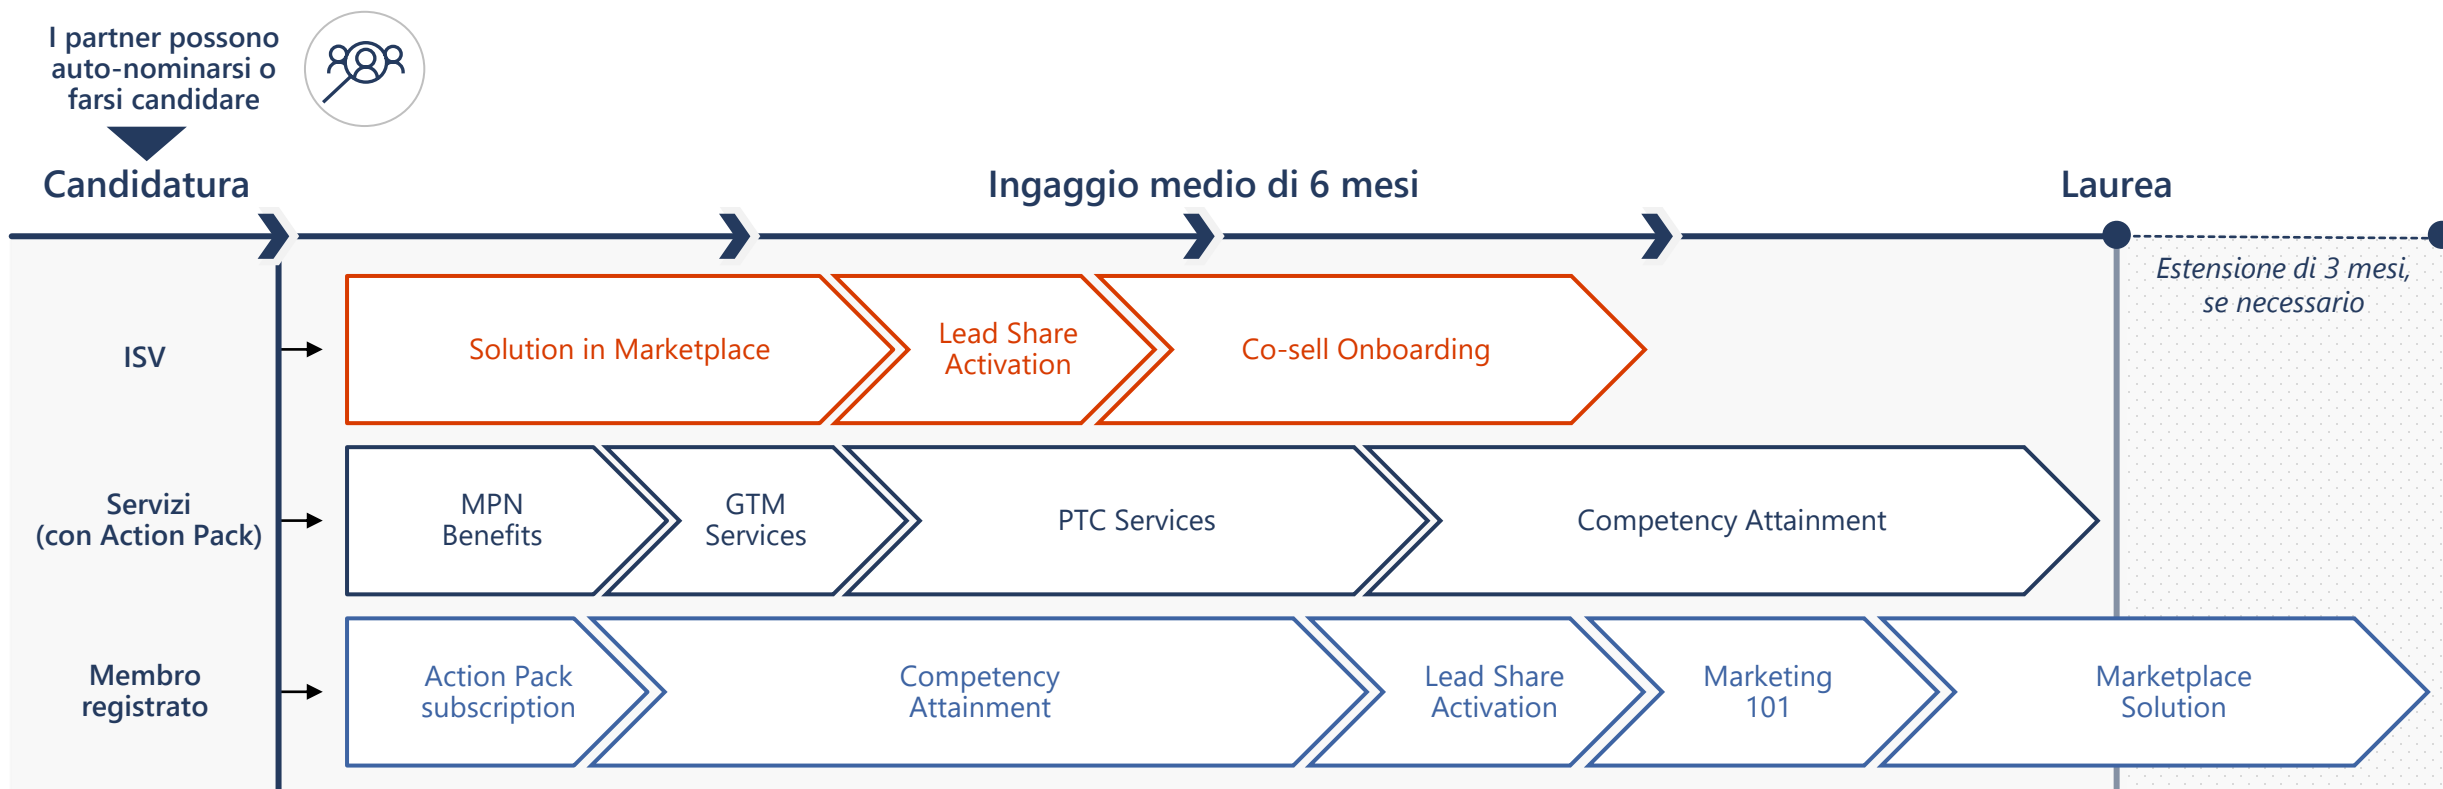 I partner possono
auto-nominarsi o
farsi candidare
Candidatura
Ingaggio medio di 6 mesi
Laurea
Estensione di 3 mesi,
se necessario
ISV
Solution in Marketplace
Lead Share
Activation
Co-sell Onboarding
Servizi
(con Action Pack)
MPN
Benefits
GTM
Services
PTC Services
Competency Attainment
Membro
registrato
Action Pack
subscription
Competency
Attainment
Lead Share
Activation
Marketing
101
Marketplace
Solution